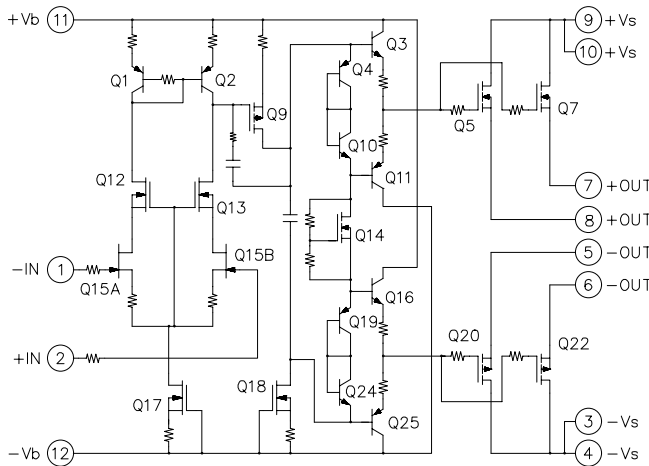 +Vb 11
Q3
9 +Vs
10 +Vs
Q1
Q2
Q4
Q9
Q5
Q7
Q10
Q11
Q12
Q13
7 +OUT
8 +OUT
Q14
-IN 1
Q15A
Q15B
5 -OUT
6 -OUT
Q16
Q19
Q20
Q22
+IN 2
Q17
Q18
Q24
Q25
3 -Vs
-Vb 12
4 -Vs